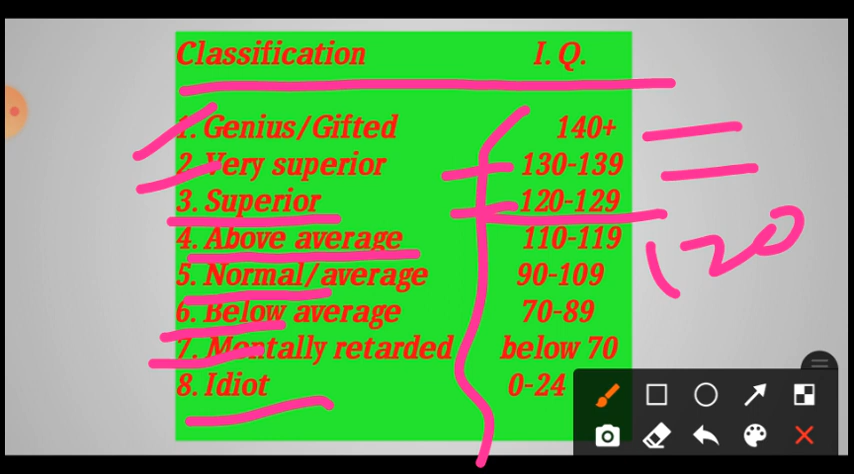 Classification I. Q.
1. Genius/Gifted 140+
2. Very superior 130-139
3. Superior 120-129
4. Above average 110-119
120
5. Normal/average 90-109
6. Below average 70-89
7. Mentally retarded below 70
8. Idiot 0-24